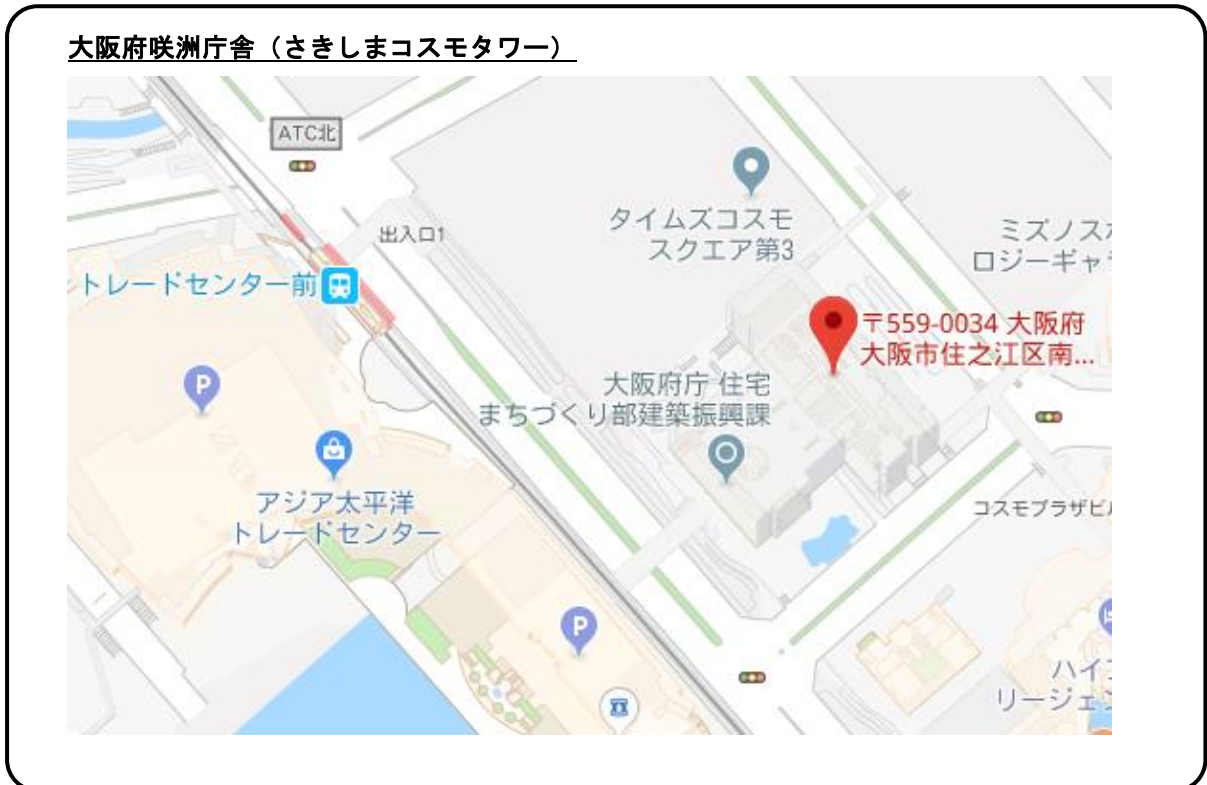 大阪府咲洲庁舎（さきしまコスモタワー）
ATC北
出入口1
タイムズコスモ
スクエア第3
ミズノスポ
ロジーギャラ
トレードセンター前
〒559-0034 大阪府
大阪市住之江区南...
P
大阪府庁 住宅
まちづくり部建築振興課
アジア太平洋
トレードセンター
コスモプラザビル
P
ハイア
リージェン